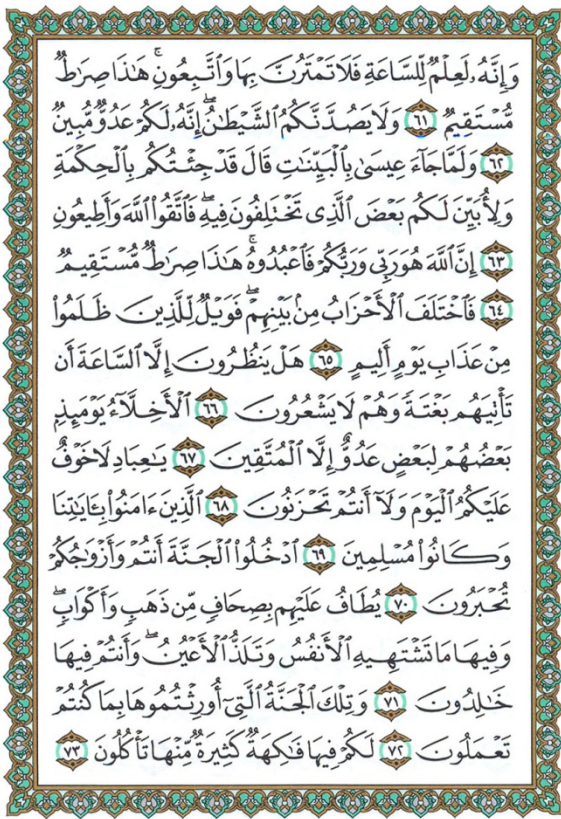 وَإِنَّهُۥ لَعِلْمٌ لِّلسَّاعَةِ فَلَا تَمْتَرُنَّ بِهَا وَٱتَّبِعُونِ ۚ هَـٰذَا صِرَٰطٌ
مُّسْتَقِيمٌ ٦١ وَلَا يَصُدَّنَّكُمُ ٱلشَّيْطَـٰنُ ۖ إِنَّهُۥ لَكُمْ عَدُوٌّ مُّبِينٌ
٦٢ وَلَمَّا جَآءَ عِيسَىٰ بِٱلْبَيِّنَـٰتِ قَالَ قَدْ جِئْتُكُم بِٱلْحِكْمَةِ
وَلِأُبَيِّنَ لَكُم بَعْضَ ٱلَّذِى تَخْتَلِفُونَ فِيهِ ۖ فَٱتَّقُوا۟ ٱللَّهَ وَأَطِيعُونِ
٦٣ إِنَّ ٱللَّهَ هُوَ رَبِّى وَرَبُّكُمْ فَٱعْبُدُوهُ ۚ هَـٰذَا صِرَٰطٌ مُّسْتَقِيمٌ
٦٤ فَٱخْتَلَفَ ٱلْأَحْزَابُ مِنۢ بَيْنِهِمْ ۖ فَوَيْلٌ لِّلَّذِينَ ظَلَمُوا۟
مِنْ عَذَابِ يَوْمٍ أَلِيمٍ ٦٥ هَلْ يَنظُرُونَ إِلَّا ٱلسَّاعَةَ أَن
تَأْتِيَهُم بَغْتَةً وَهُمْ لَا يَشْعُرُونَ ٦٦ ٱلْأَخِلَّآءُ يَوْمَئِذٍۭ
بَعْضُهُمْ لِبَعْضٍ عَدُوٌّ إِلَّا ٱلْمُتَّقِينَ ٦٧ يَـٰعِبَادِ لَا خَوْفٌ
عَلَيْكُمُ ٱلْيَوْمَ وَلَآ أَنتُمْ تَحْزَنُونَ ٦٨ ٱلَّذِينَ ءَامَنُوا۟ بِـَٔايَـٰتِنَا
وَكَانُوا۟ مُسْلِمِينَ ٦٩ ٱدْخُلُوا۟ ٱلْجَنَّةَ أَنتُمْ وَأَزْوَٰجُكُمْ
تُحْبَرُونَ ٧٠ يُطَافُ عَلَيْهِم بِصِحَافٍ مِّن ذَهَبٍ وَأَكْوَابٍ ۖ
وَفِيهَا مَا تَشْتَهِيهِ ٱلْأَنفُسُ وَتَلَذُّ ٱلْأَعْيُنُ ۖ وَأَنتُمْ فِيهَا
خَـٰلِدُونَ ٧١ وَتِلْكَ ٱلْجَنَّةُ ٱلَّتِىٓ أُورِثْتُمُوهَا بِمَا كُنتُمْ
تَعْمَلُونَ ٧٢ لَكُمْ فِيهَا فَـٰكِهَةٌ كَثِيرَةٌ مِّنْهَا تَأْكُلُونَ ٧٣